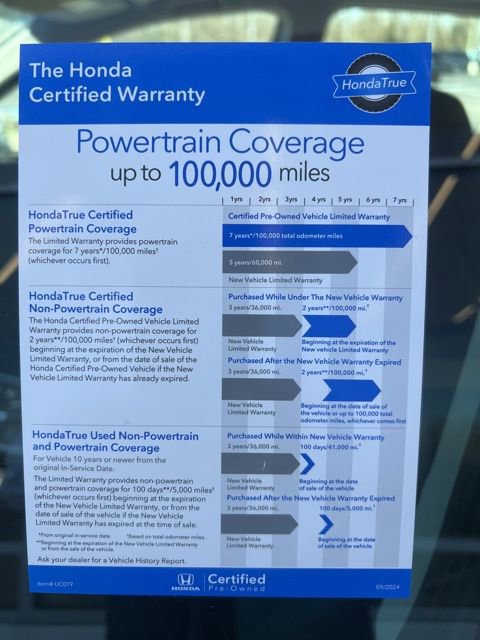 The Honda
Certified Warranty
HondaTrue
Powertrain Coverage
up to 100,000 miles
1yrs 2yrs 3yrs 4 yrs 5 yrs 6 yrs 7 yrs
HondaTrue Certified
Powertrain Coverage
The Limited Warranty provides powertrain
coverage for 7 years*/100,000 miles†
(whichever occurs first).
Certified Pre-Owned Vehicle Limited Warranty
7 years*/100,000 total odometer miles
5 years/60,000 mi.
New Vehicle Limited Warranty
HondaTrue Certified
Non-Powertrain Coverage
The Honda Certified Pre-Owned Vehicle Limited
Warranty provides non-powertrain coverage for
2 years**/100,000 miles† (whichever occurs first)
beginning at the expiration of the New Vehicle
Limited Warranty, or from the date of sale of the
Honda Certified Pre-Owned Vehicle if the New
Vehicle Limited Warranty has already expired.
Purchased While Under The New Vehicle Warranty
3 years/36,000 mi. 2 years**/100,000 mi.†
New Vehicle
Limited Warranty
Beginning at the expiration of the
New Vehicle Limited Warranty
Purchased After the New Vehicle Warranty Expired
3 years/36,000 mi. 2 years**/100,000 mi.†
New Vehicle
Limited Warranty
Beginning at the date of sale of
the vehicle or up to 100,000 total
odometer miles, whichever comes first
HondaTrue Used Non-Powertrain
and Powertrain Coverage
For Vehicle 10 years or newer from the
original In-Service Date.
The Limited Warranty provides non-powertrain
and powertrain coverage for 100 days**/5,000 miles†
(whichever occurs first) beginning at the expiration
of the New Vehicle Limited Warranty, or from the
date of sale of the vehicle if the New Vehicle
Limited Warranty has expired at the time of sale.
Purchased While Within New Vehicle Warranty
3 years/36,000 mi. 100 days/41,000 mi.†
New Vehicle
Limited Warranty
Beginning at the date
of sale of the vehicle
Purchased After the New Vehicle Warranty Expired
3 years/36,000 mi. 100 days/5,000 mi.†
New Vehicle
Limited Warranty
Beginning at the date of
sale of the vehicle
*From original in-service date. †Based on total odometer miles.
**Beginning at the expiration of the New Vehicle Limited Warranty
or from the sale of the vehicle.
Ask your dealer for a Vehicle History Report.
Item# UC019
HONDA
Certified
Pre-Owned
09/2024